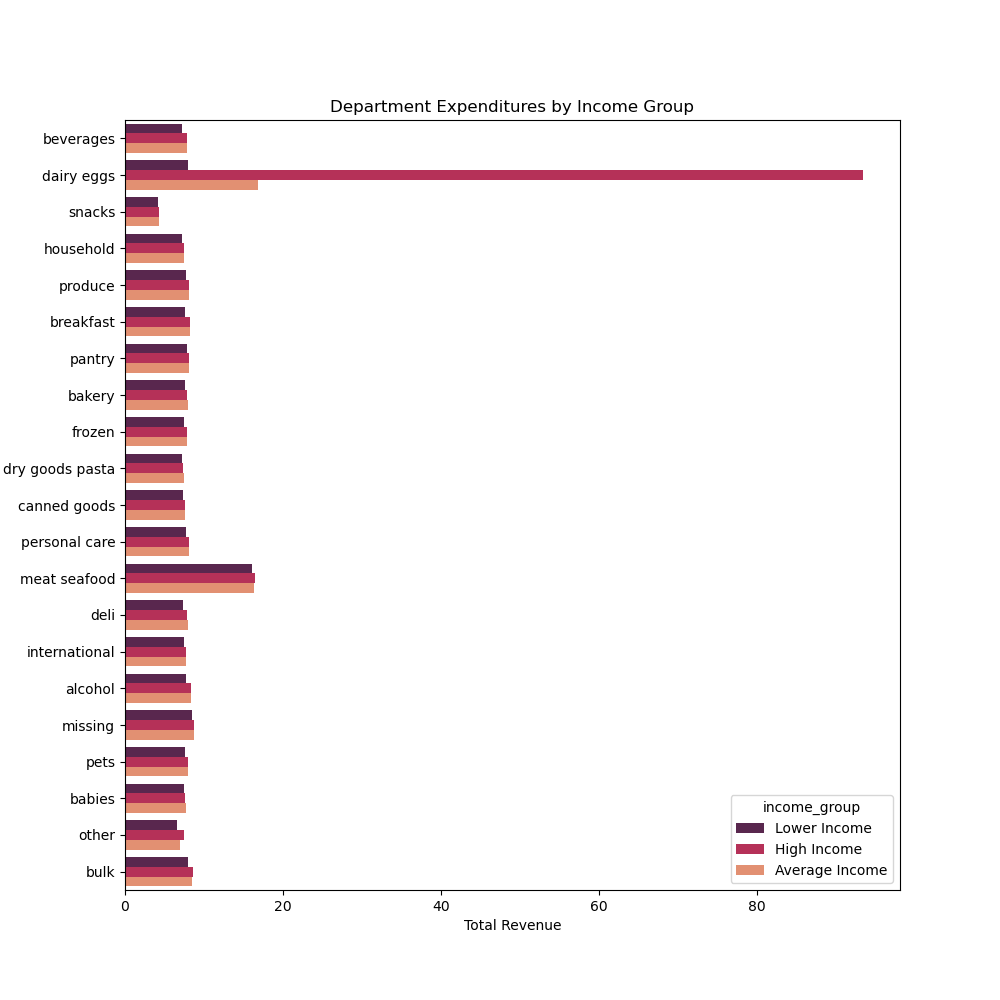 Department Expenditures by Income Group
beverages
dairy eggs
snacks
household
produce
breakfast
pantry
bakery
frozen
dry goods pasta
canned goods
personal care
meat seafood
deli
international
alcohol
missing
pets
babies
other
bulk
income_group
Lower Income
High Income
Average Income
0 20 40 60 80
Total Revenue